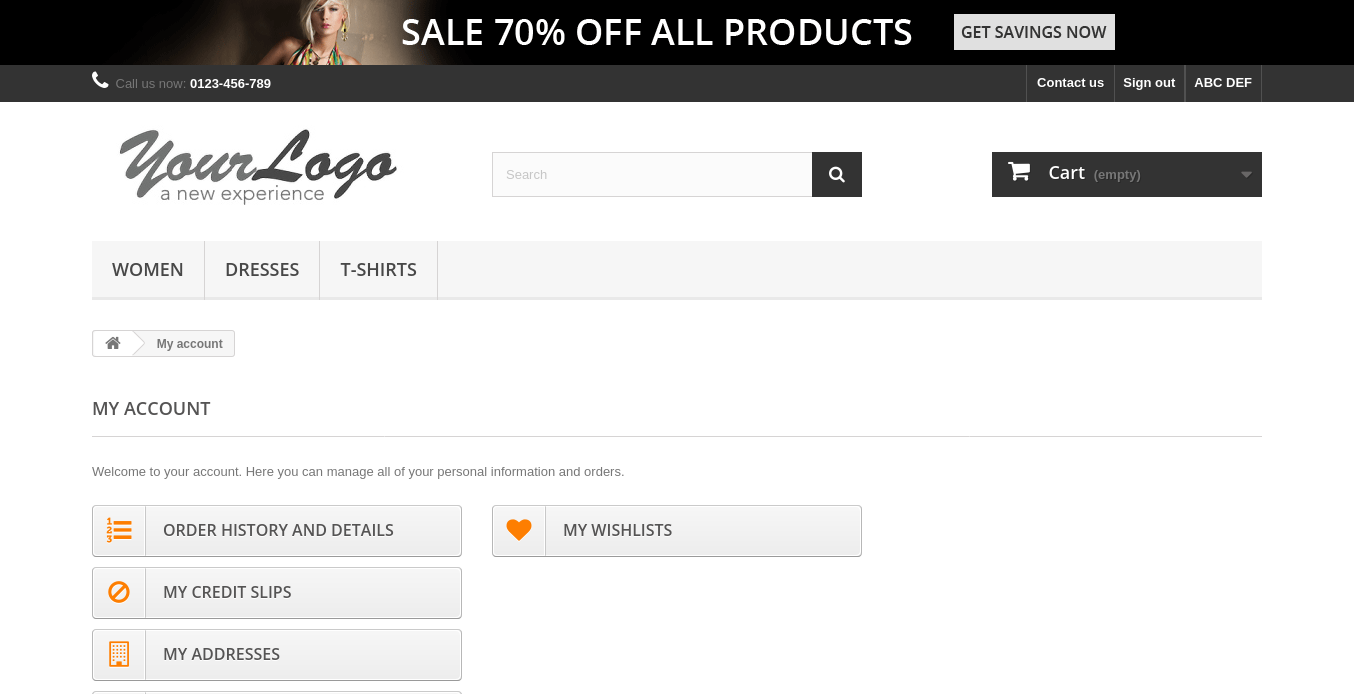 SALE 70% OFF ALL PRODUCTS GET SAVINGS NOW
Call us now: 0123-456-789 Contact us Sign out ABC DEF
YourLogo
a new experience
Search
Cart (empty)
WOMEN DRESSES T-SHIRTS
My account
MY ACCOUNT
Welcome to your account. Here you can manage all of your personal information and orders.
1 2 3 ORDER HISTORY AND DETAILS MY WISHLISTS
MY CREDIT SLIPS
MY ADDRESSES